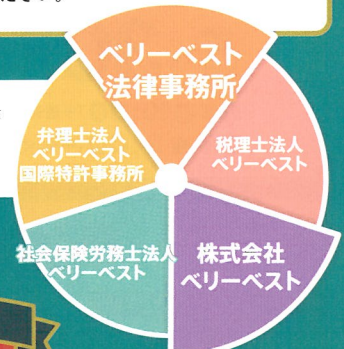 ださい。
ベリーベスト
法律事務所
税理士法人
ベリーベスト
株式会社
ベリーベスト
社会保険労務士法人
ベリーベスト
弁理士法人
ベリーベスト
国際特許事務所